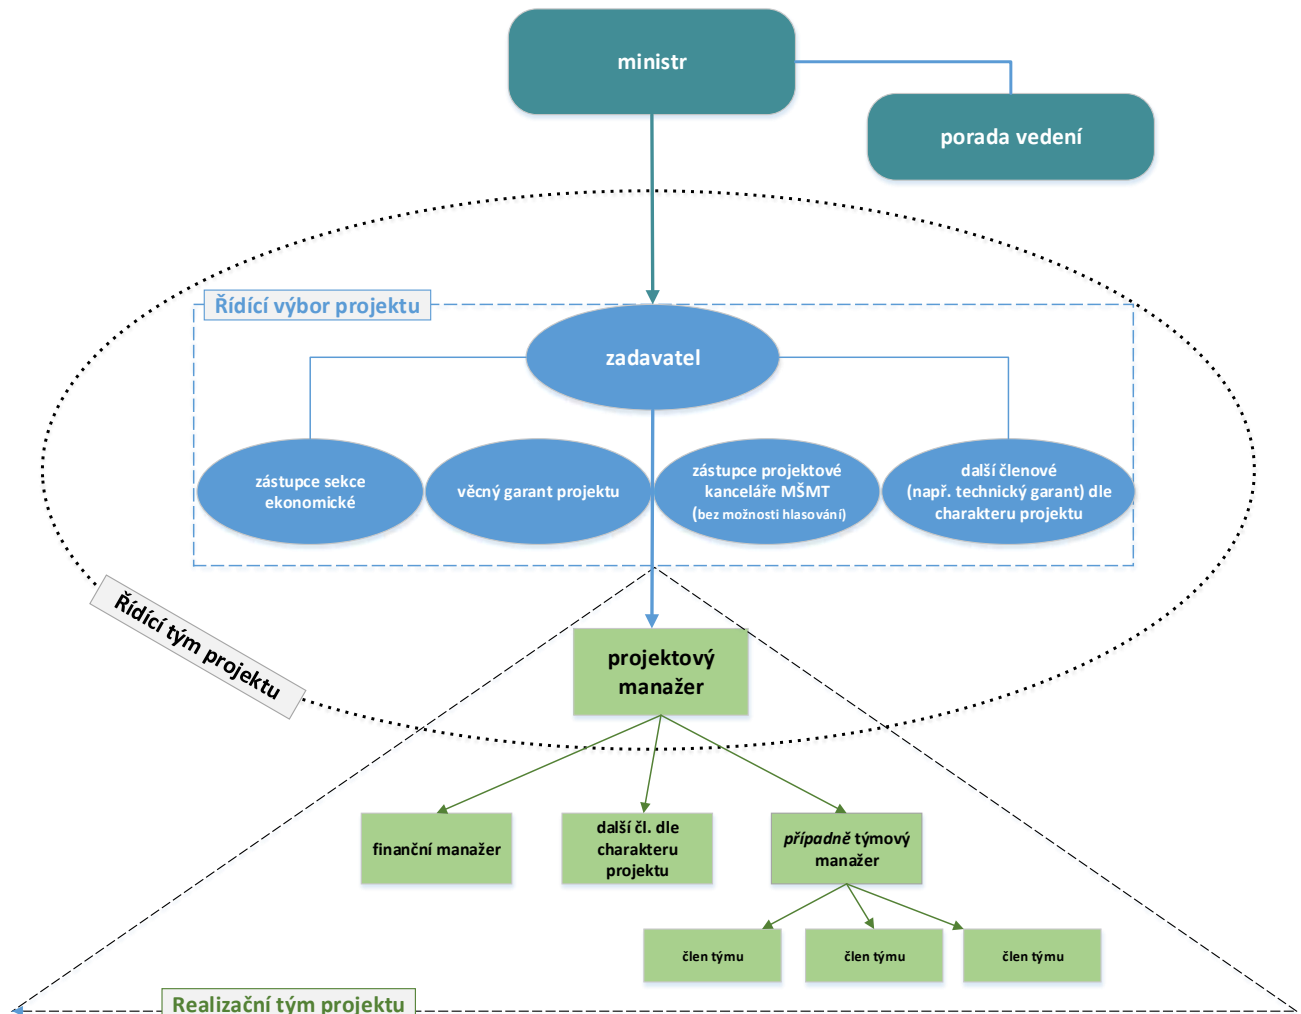 ministr
porada vedení
Řídící výbor projektu
zadavatel
zástupce sekce
ekonomické
věcný garant projektu
zástupce projektové
kanceláře MŠMT
(bez možnosti hlasování)
další členové
(např. technický garant) dle
charakteru projektu
Řídící tým projektu
projektový
manažer
finanční manažer
další čl. dle
charakteru
projektu
případně týmový
manažer
člen týmu
člen týmu
člen týmu
Realizační tým projektu